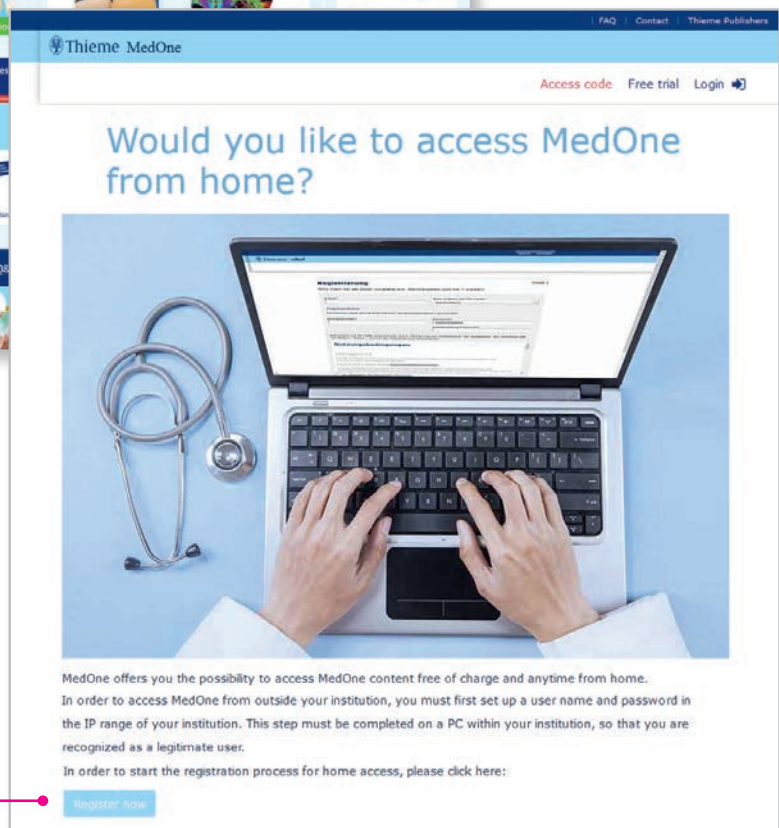 FAQ | Contact | Thieme Publishers
Thieme MedOne
Access code Free trial Login
Would you like to access MedOne
from home?
Registrierung
Nutzungsbedingungen
MedOne offers you the possibility to access MedOne content free of charge and anytime from home.
In order to access MedOne from outside your institution, you must first set up a user name and password in
the IP range of your institution. This step must be completed on a PC within your institution, so that you are
recognized as a legitimate user.
In order to start the registration process for home access, please click here:
Register now